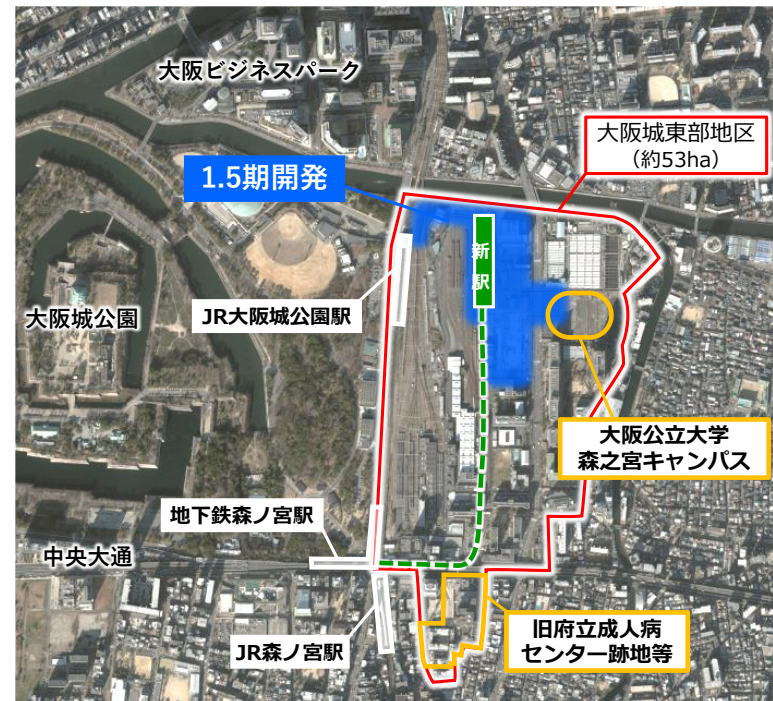 大阪ビジネスパーク
大阪城東部地区
（約53ha）
1.5期開発
新
駅
JR大阪城公園駅
大阪城公園
大阪公立大学
森之宮キャンパス
地下鉄森ノ宮駅
中央大通
JR森ノ宮駅
旧府立成人病
センター跡地等